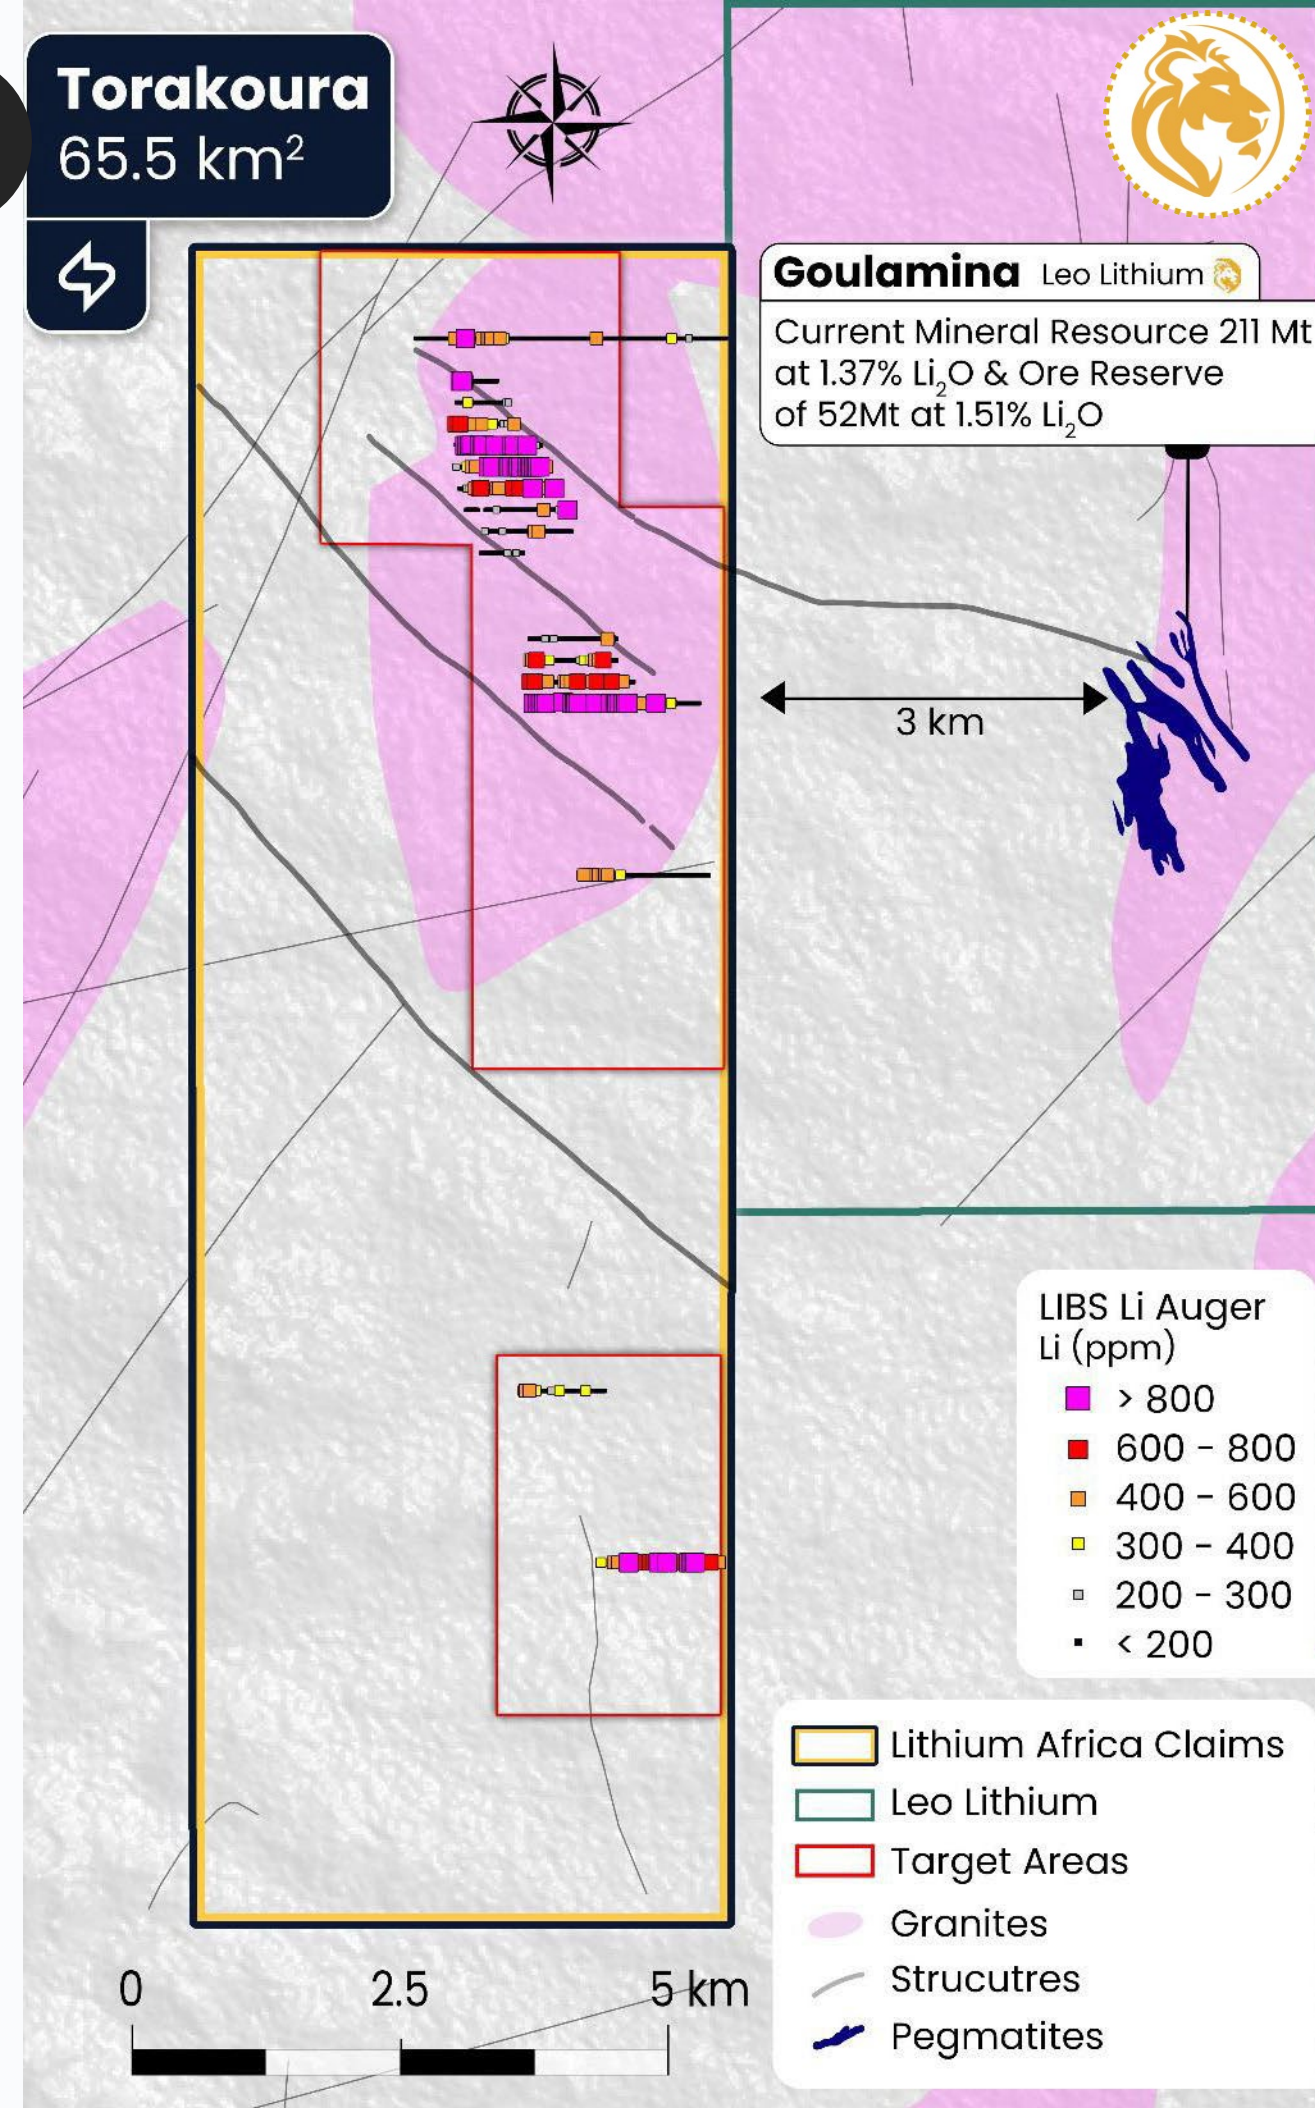 Torakoura
65.5 km²
Goulamina Leo Lithium
Current Mineral Resource 211 Mt
at 1.37% Li₂O & Ore Reserve
of 52Mt at 1.51% Li₂O
3 km
LIBS Li Auger
Li (ppm)
> 800
600 - 800
400 - 600
300 - 400
200 - 300
< 200
Lithium Africa Claims
Leo Lithium
Target Areas
Granites
Strucutres
Pegmatites
0 2.5 5 km